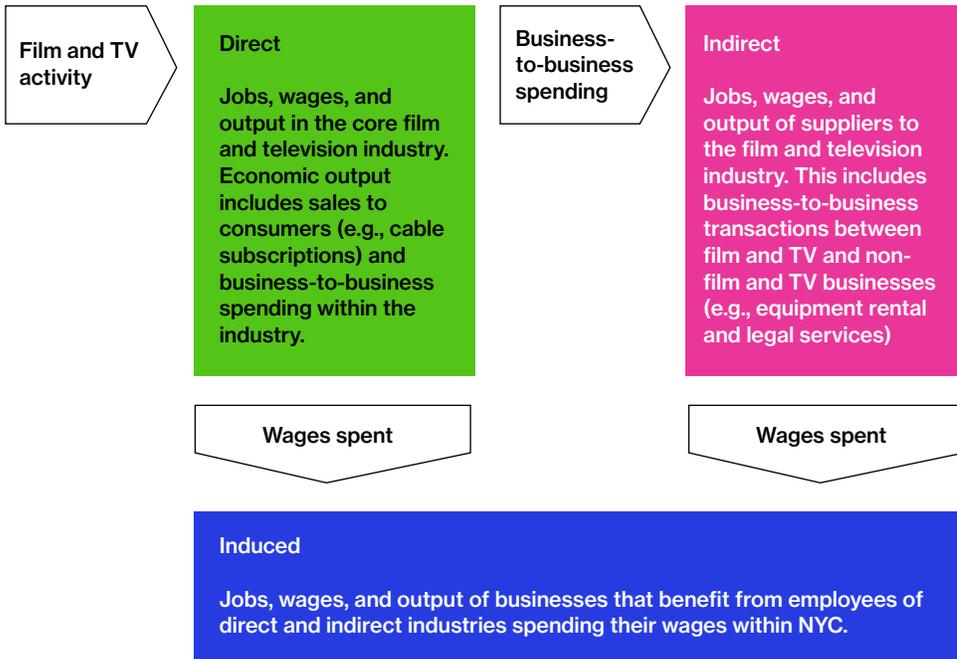 Film and TV
activity
Direct
Jobs, wages, and
output in the core film
and television industry.
Economic output
includes sales to
consumers (e.g., cable
subscriptions) and
business-to-business
spending within the
industry.
Business-
to-business
spending
Indirect
Jobs, wages, and
output of suppliers to
the film and television
industry. This includes
business-to-business
transactions between
film and TV and non-
film and TV businesses
(e.g., equipment rental
and legal services)
Wages spent
Wages spent
Induced
Jobs, wages, and output of businesses that benefit from employees of
direct and indirect industries spending their wages within NYC.